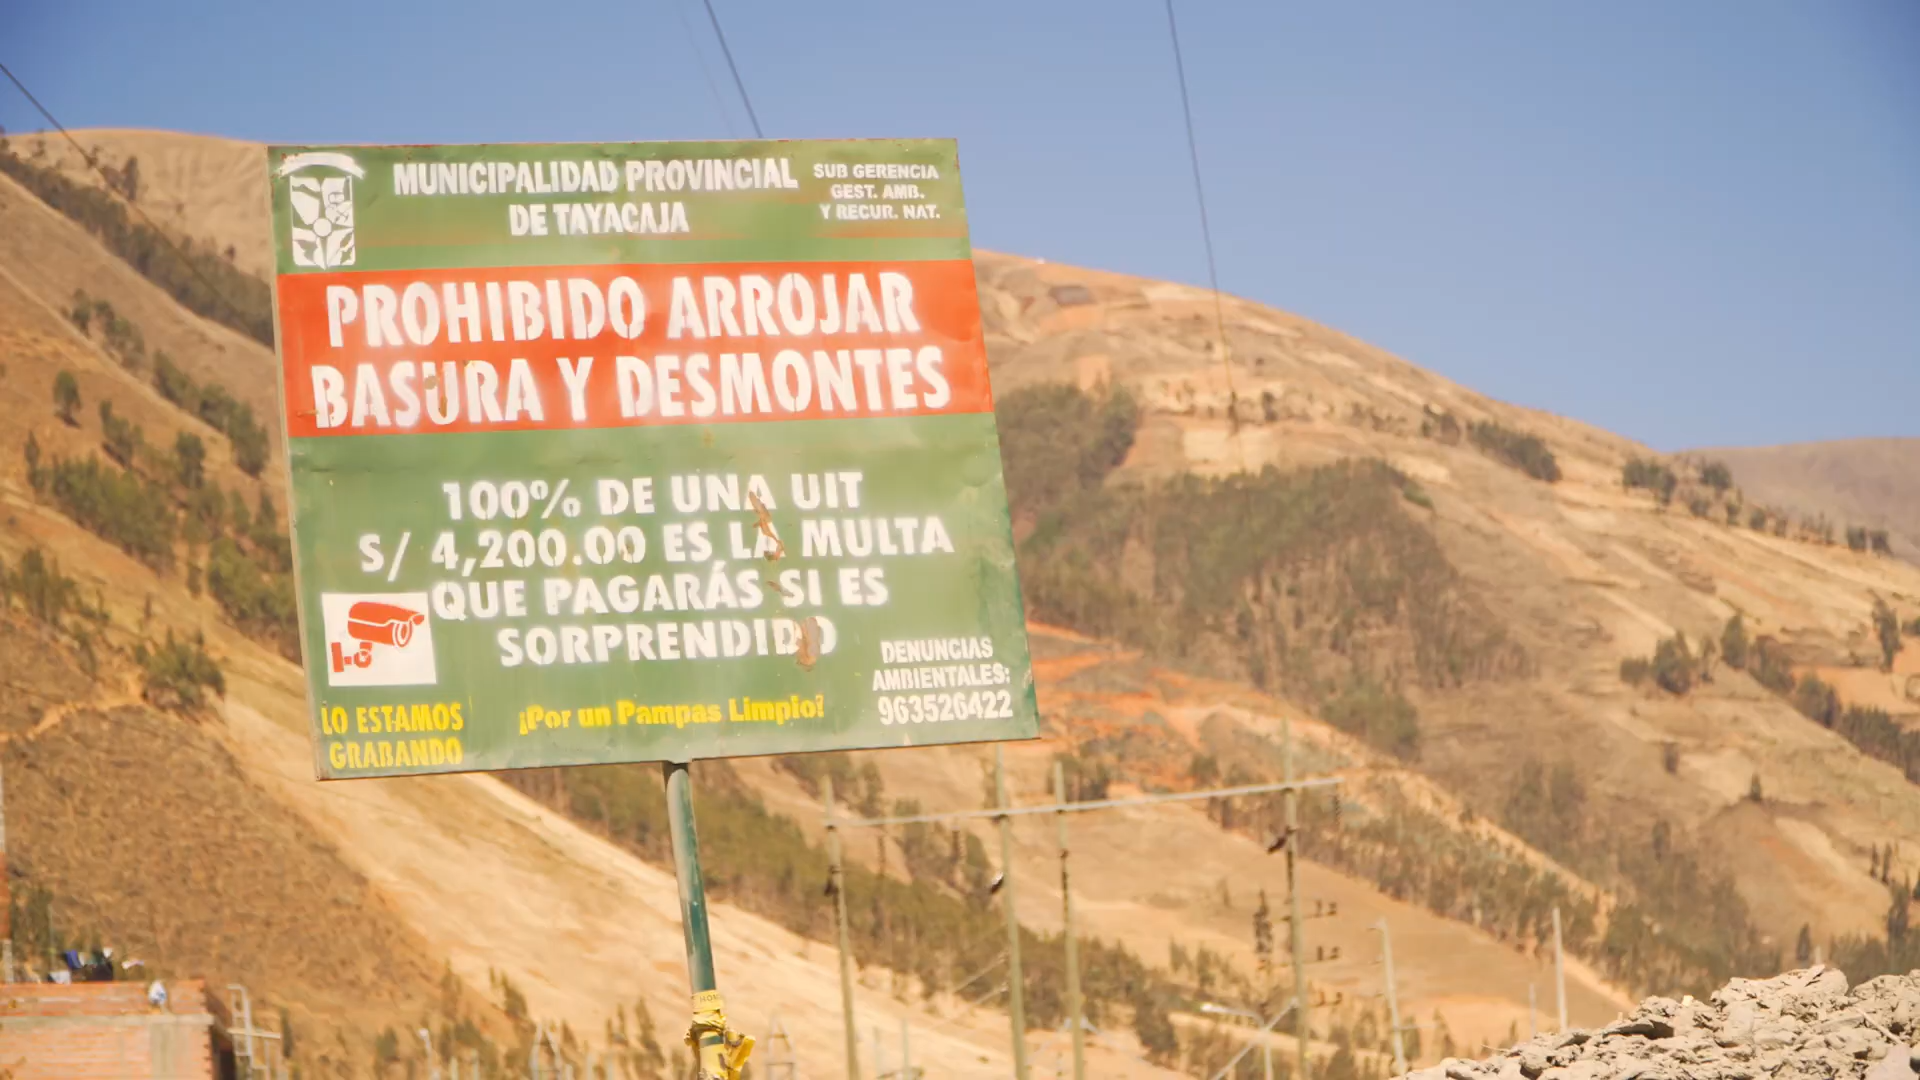 MUNICIPALIDAD PROVINCIAL
DE TAYACAJA
SUB GERENCIA
GEST. AMB.
Y RECUR. NAT.
PROHIBIDO ARROJAR
BASURA Y DESMONTES
100% DE UNA UIT
S/ 4,200.00 ES LA MULTA
QUE PAGARÁS SI ES
SORPRENDIDO
LO ESTAMOS
GRABANDO
¡Por un Pampas Limpio!
DENUNCIAS
AMBIENTALES:
963526422